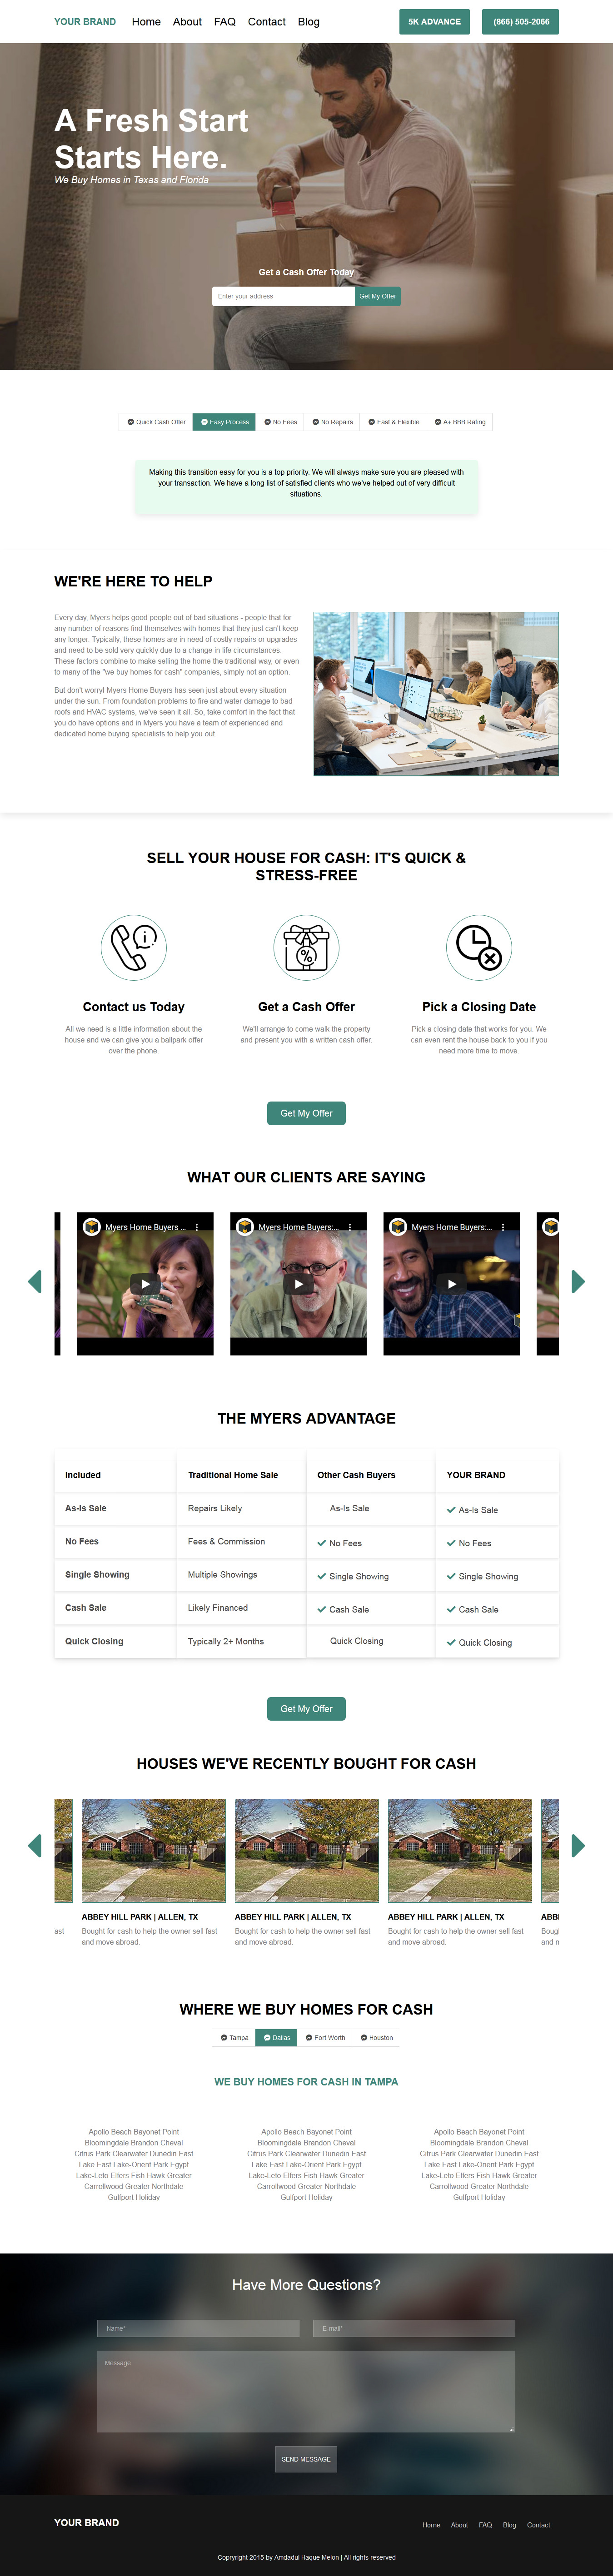 YOUR BRAND Home About FAQ Contact Blog 5K ADVANCE (866) 505-2066
A Fresh Start
Starts Here.
We Buy Homes in Texas and Florida
Get a Cash Offer Today
Enter your address Get My Offer
Quick Cash Offer Easy Process No Fees No Repairs Fast & Flexible A+ BBB Rating
Making this transition easy for you is a top priority. We will always make sure you are pleased with
your transaction. We have a long list of satisfied clients who we've helped out of very difficult
situations.
WE'RE HERE TO HELP
Every day, Myers helps good people out of bad situations - people that for
any number of reasons find themselves with homes that they just can't keep
any longer. Typically, these homes are in need of costly repairs or upgrades
and need to be sold very quickly due to a change in life circumstances.
These factors combine to make selling the home the traditional way, or even
to many of the "we buy homes for cash" companies, simply not an option.
But don't worry! Myers Home Buyers has seen just about every situation
under the sun. From foundation problems to fire and water damage to bad
roofs and HVAC systems, we've seen it all. So, take comfort in the fact that
you do have options and in Myers you have a team of experienced and
dedicated home buying specialists to help you out.
SELL YOUR HOUSE FOR CASH: IT'S QUICK &
STRESS-FREE
Contact us Today
All we need is a little information about the
house and we can give you a ballpark offer
over the phone.
Get a Cash Offer
We'll arrange to come walk the property
and present you with a written cash offer.
Pick a Closing Date
Pick a closing date that works for you. We
can even rent the house back to you if you
need more time to move.
Get My Offer
WHAT OUR CLIENTS ARE SAYING
Myers Home Buyers ...
Myers Home Buyers:...
Myers Home Buyers:...
THE MYERS ADVANTAGE
Included Traditional Home Sale Other Cash Buyers YOUR BRAND
As-Is Sale Repairs Likely As-Is Sale As-Is Sale
No Fees Fees & Commission No Fees No Fees
Single Showing Multiple Showings Single Showing Single Showing
Cash Sale Likely Financed Cash Sale Cash Sale
Quick Closing Typically 2+ Months Quick Closing Quick Closing
Get My Offer
HOUSES WE'VE RECENTLY BOUGHT FOR CASH
ast
ABBEY HILL PARK | ALLEN, TX
Bought for cash to help the owner sell fast
and move abroad.
ABBEY HILL PARK | ALLEN, TX
Bought for cash to help the owner sell fast
and move abroad.
ABBEY HILL PARK | ALLEN, TX
Bought for cash to help the owner sell fast
and move abroad.
WHERE WE BUY HOMES FOR CASH
Tampa Dallas Fort Worth Houston
WE BUY HOMES FOR CASH IN TAMPA
Apollo Beach Bayonet Point
Bloomingdale Brandon Cheval
Citrus Park Clearwater Dunedin East
Lake East Lake-Orient Park Egypt
Lake-Leto Elfers Fish Hawk Greater
Carrollwood Greater Northdale
Gulfport Holiday
Apollo Beach Bayonet Point
Bloomingdale Brandon Cheval
Citrus Park Clearwater Dunedin East
Lake East Lake-Orient Park Egypt
Lake-Leto Elfers Fish Hawk Greater
Carrollwood Greater Northdale
Gulfport Holiday
Apollo Beach Bayonet Point
Bloomingdale Brandon Cheval
Citrus Park Clearwater Dunedin East
Lake East Lake-Orient Park Egypt
Lake-Leto Elfers Fish Hawk Greater
Carrollwood Greater Northdale
Gulfport Holiday
Have More Questions?
Name* E-mail*
Message
SEND MESSAGE
YOUR BRAND Home About FAQ Blog Contact
Copryright 2015 by Amdadul Haque Melon | All rights reserved